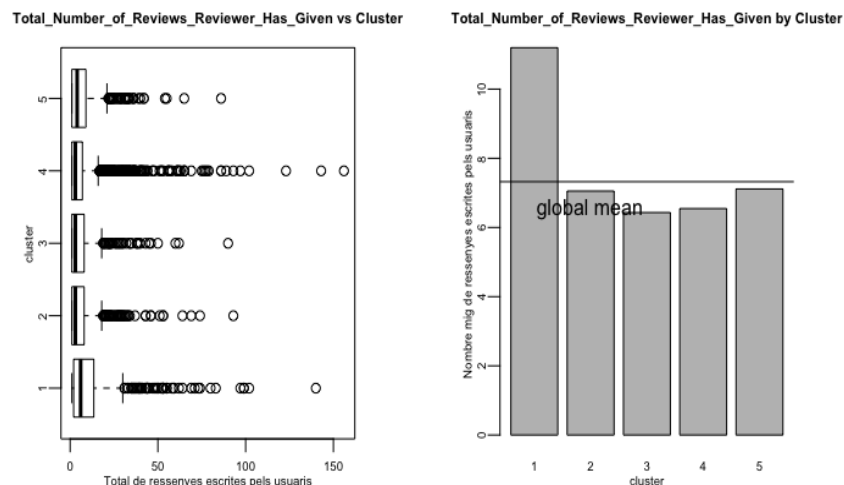 Total_Number_of_Reviews_Reviewer_Has_Given vs Cluster
cluster
5
4
3
2
1
0
50
100
150
Total de ressenyes escrites pels usuaris
Total_Number_of_Reviews_Reviewer_Has_Given by Cluster
Nombre mig de ressenyes escrites pels usuaris
10
8
6
4
2
0
global mean
1
2
3
4
5
cluster